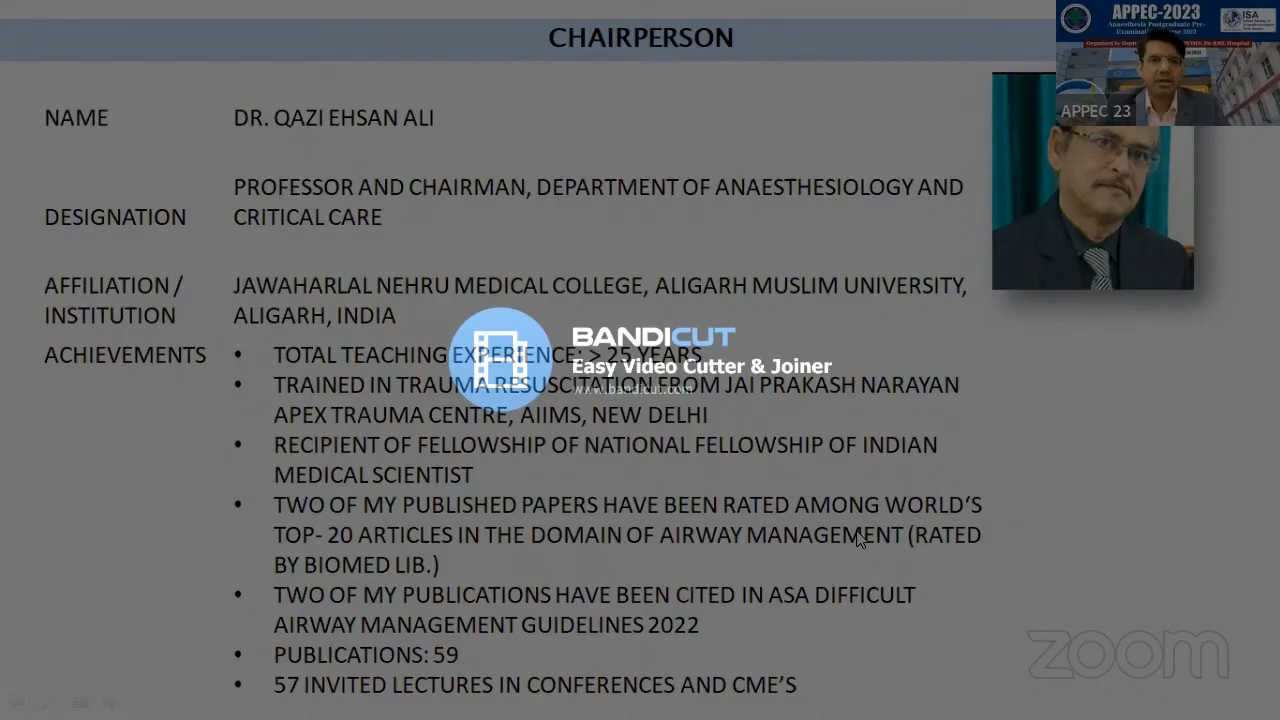 CHAIRPERSON
APPEC-2023
ISA
APPEC 23
NAME DR. QAZI EHSAN ALI
DESIGNATION PROFESSOR AND CHAIRMAN, DEPARTMENT OF ANAESTHESIOLOGY AND
CRITICAL CARE
AFFILIATION / JAWAHARLAL NEHRU MEDICAL COLLEGE, ALIGARH MUSLIM UNIVERSITY,
INSTITUTION ALIGARH, INDIA
ACHIEVEMENTS • TOTAL TEACHING EXPERIENCE: > 25 YEARS
• TRAINED IN TRAUMA RESUSCITATION FROM JAI PRAKASH NARAYAN
APEX TRAUMA CENTRE, AIIMS, NEW DELHI
• RECIPIENT OF FELLOWSHIP OF NATIONAL FELLOWSHIP OF INDIAN
MEDICAL SCIENTIST
• TWO OF MY PUBLISHED PAPERS HAVE BEEN RATED AMONG WORLD'S
TOP- 20 ARTICLES IN THE DOMAIN OF AIRWAY MANAGEMENT (RATED
BY BIOMED LIB.)
• TWO OF MY PUBLICATIONS HAVE BEEN CITED IN ASA DIFFICULT
AIRWAY MANAGEMENT GUIDELINES 2022
• PUBLICATIONS: 59
• 57 INVITED LECTURES IN CONFERENCES AND CME'S
BANDICUT
Easy Video Cutter & Joiner
www.bandicut.com
zoom